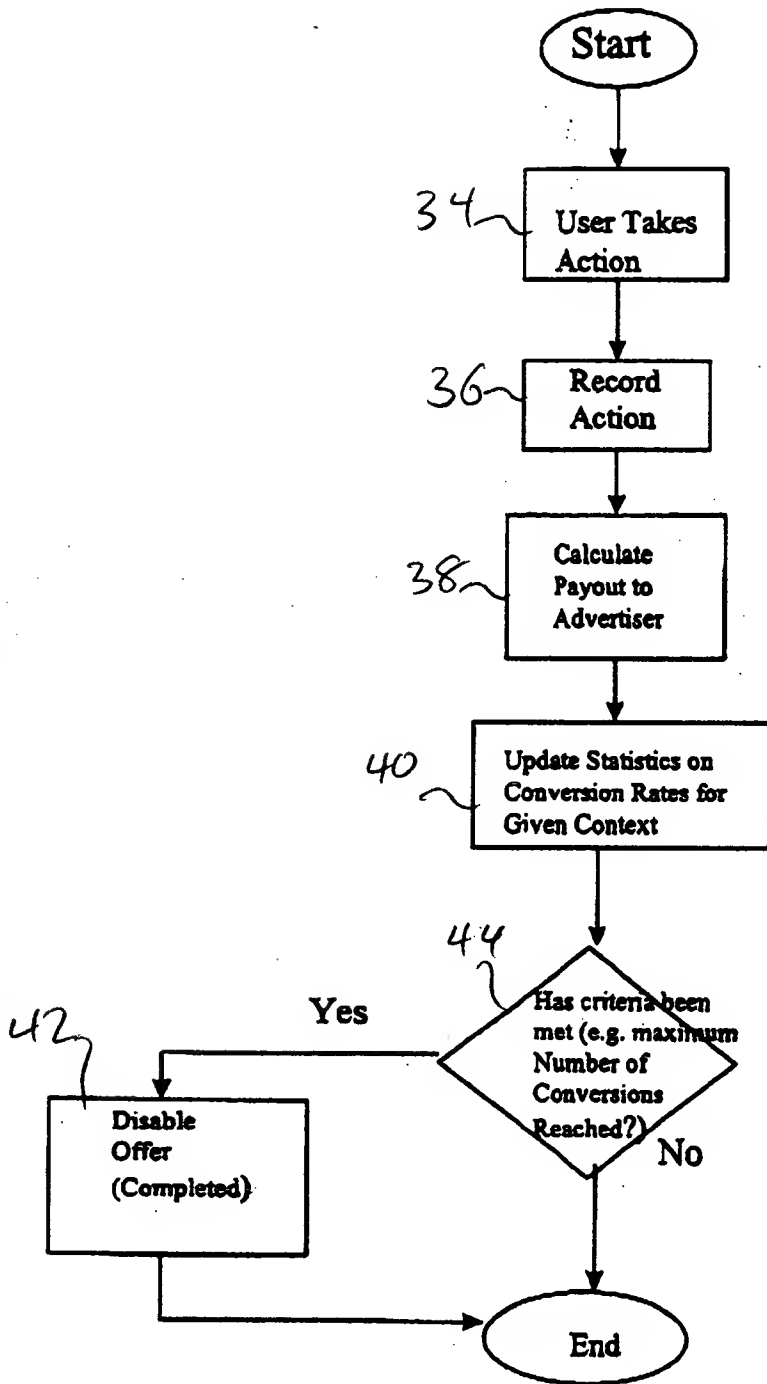 Start
34
User Takes
Action
36
Record
Action
38
Calculate
Payout to
Advertiser
40
Update Statistics on
Conversion Rates for
Given Context
44
Has criteria been
met (e.g. maximum
Number of
Conversions
Reached?)
Yes
No
42
Disable
Offer
(Completed)
End